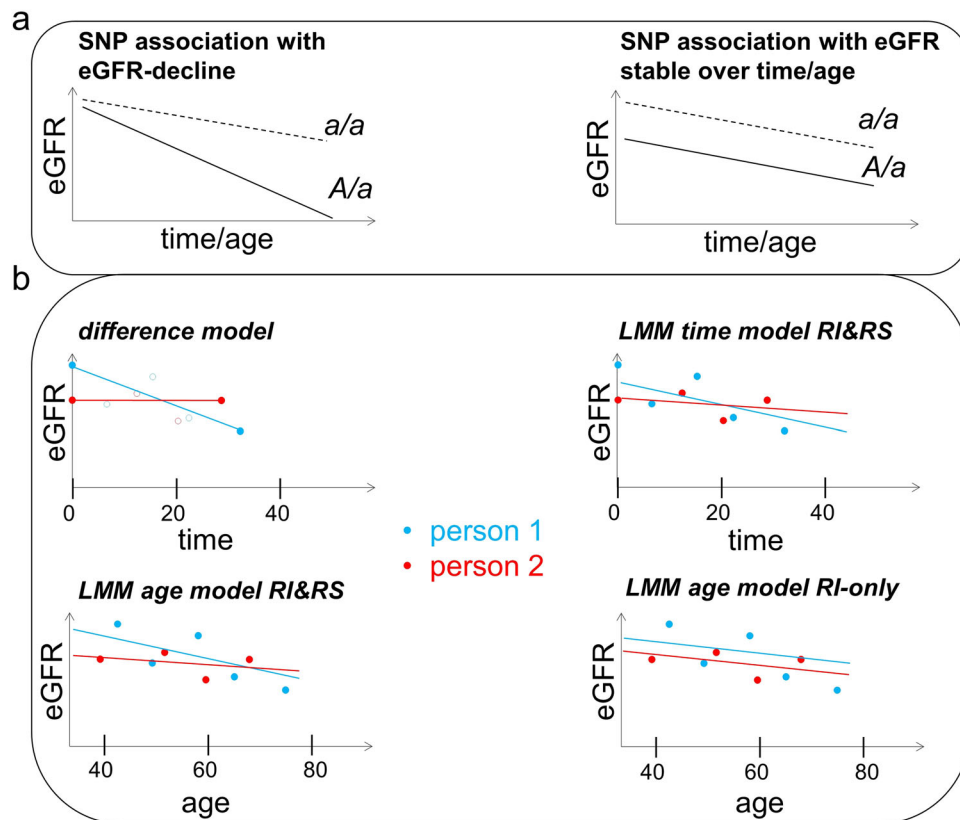 a
SNP association with
eGFR-decline
eGFR
a/a
A/a
time/age
SNP association with eGFR
stable over time/age
eGFR
a/a
A/a
time/age
b
difference model
eGFR
0
20
40
time
LMM time model RI&RS
eGFR
0
20
40
time
person 1
person 2
LMM age model RI&RS
eGFR
40
60
80
age
LMM age model RI-only
eGFR
40
60
80
age